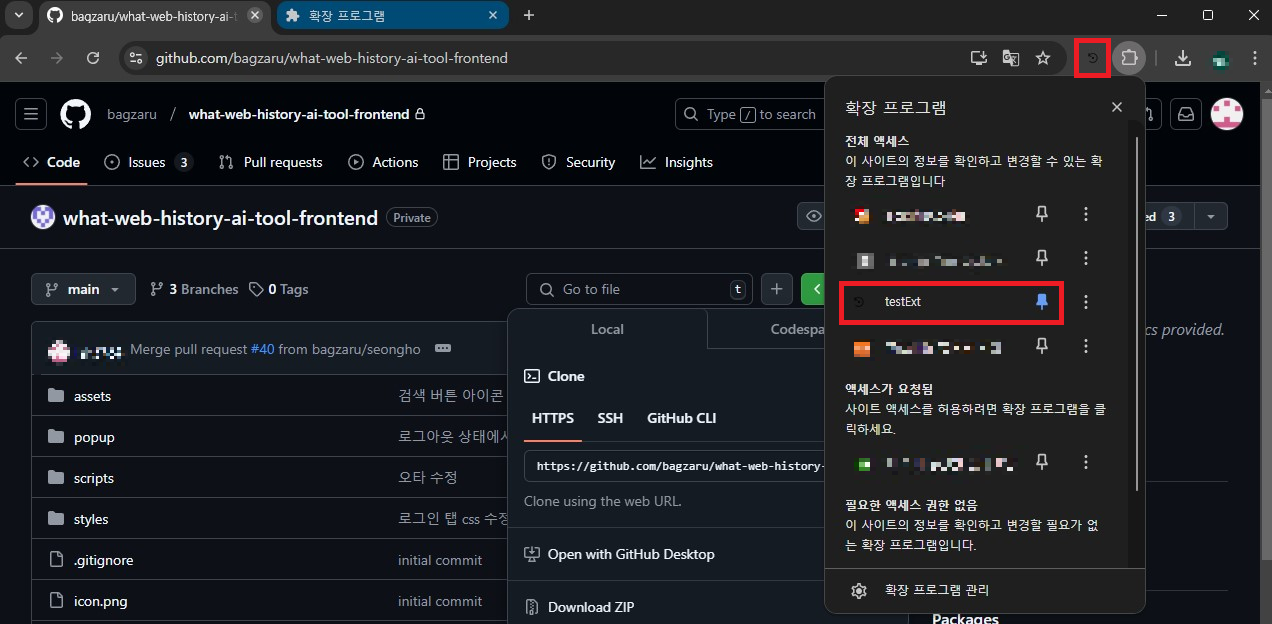 bagzaru/what-web-history-ai-t
확장 프로그램
github.com/bagzaru/what-web-history-ai-tool-frontend
bagzaru / what-web-history-ai-tool-frontend
Type / to search
Code
Issues 3
Pull requests
Actions
Projects
Security
Insights
what-web-history-ai-tool-frontend
Private
3
main
3 Branches
0 Tags
Go to file
t
Merge pull request #40 from bagzaru/seongho
assets
검색 버튼 아이콘
popup
로그아웃 상태에서
scripts
오타 수정
styles
로그인 탭 css 수정
.gitignore
initial commit
icon.png
initial commit
Local
Clone
HTTPS
SSH
GitHub CLI
https://github.com/bagzaru/what-web-history-
Clone using the web URL.
Open with GitHub Desktop
Download ZIP
확장 프로그램
전체 액세스
이 사이트의 정보를 확인하고 변경할 수 있는 확
장 프로그램입니다
testExt
액세스가 요청됨
사이트 액세스를 허용하려면 확장 프로그램을 클
릭하세요.
필요한 액세스 권한 없음
이 사이트의 정보를 확인하고 변경할 필요가 없
는 확장 프로그램입니다.
확장 프로그램 관리
provided.
Packages